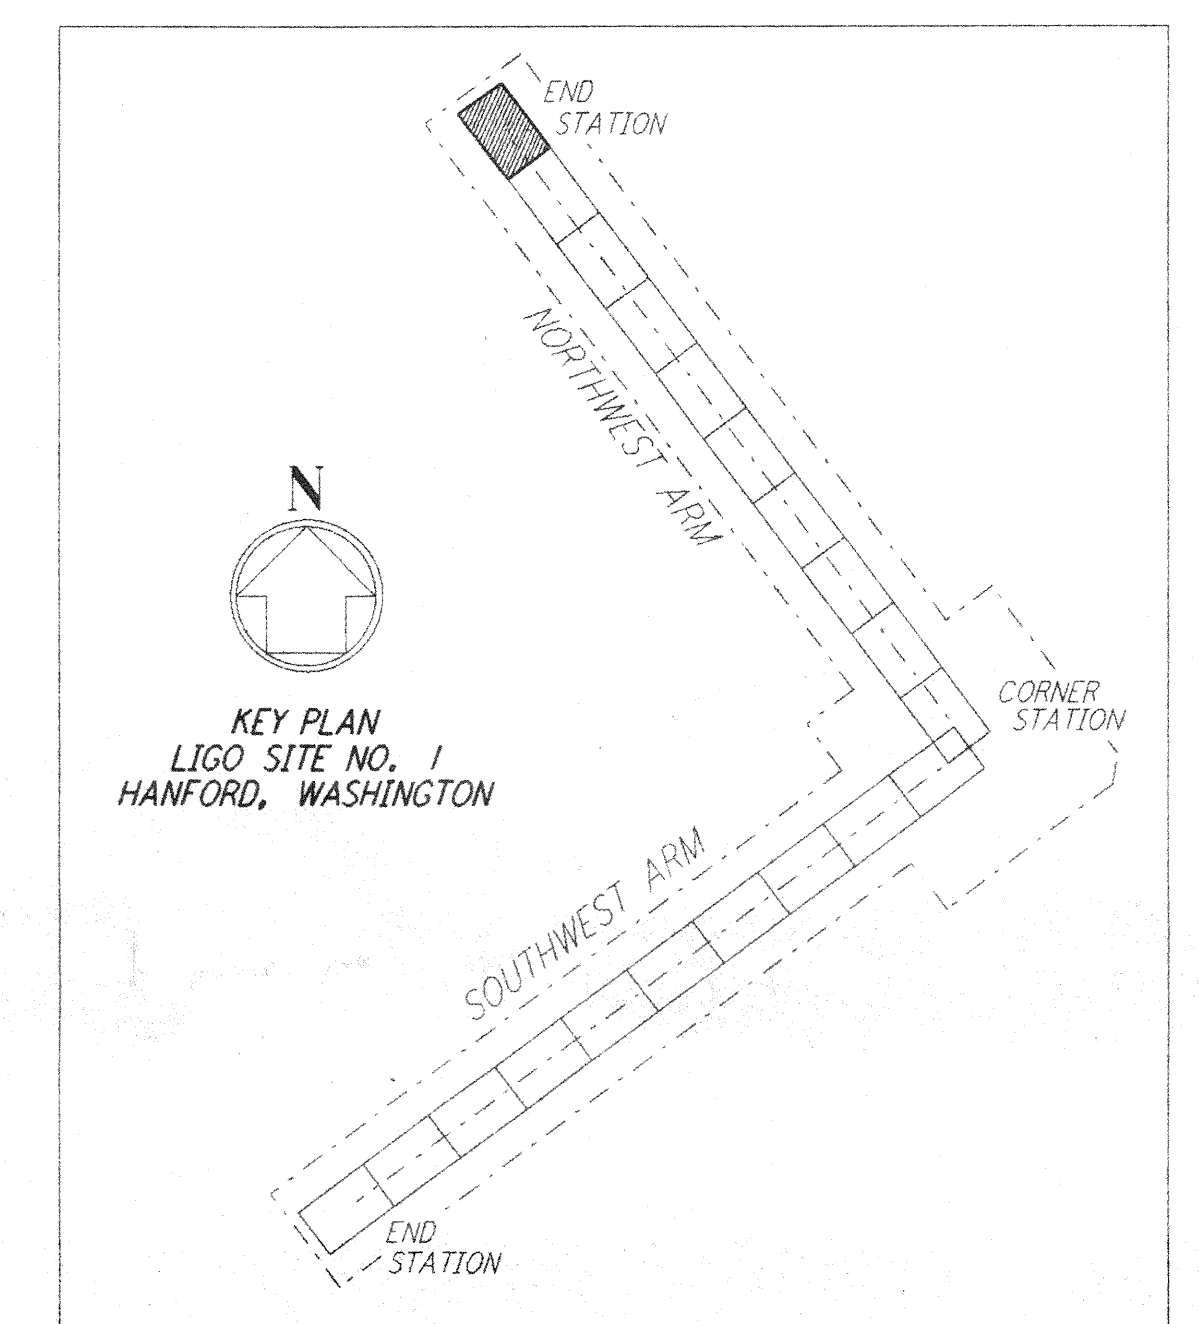 END
STATION
NORTHWEST ARM
N
CORNER
STATION
KEY PLAN
LIGO SITE NO. 1
HANFORD, WASHINGTON
SOUTHWEST ARM
END
STATION